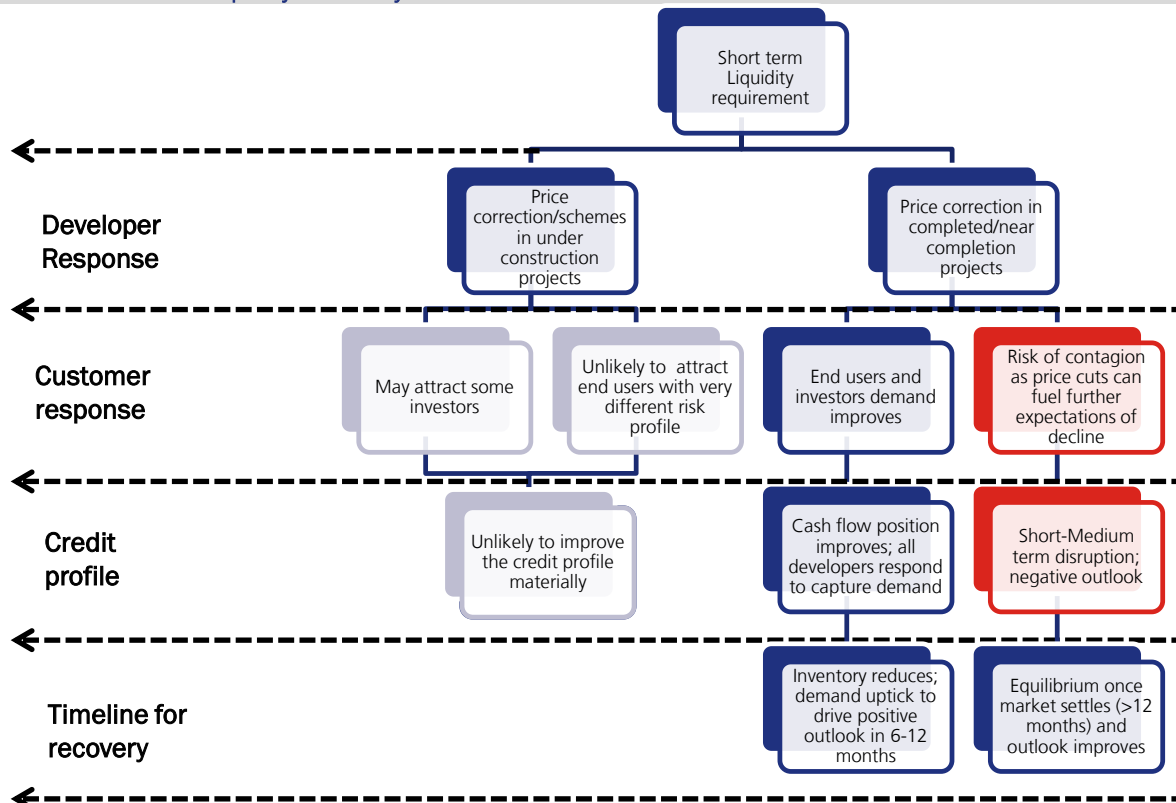 Short term
Liquidity
requirement
Developer
Response
Price
correction/schemes
in under
construction
projects
Price correction in
completed/near
completion
projects
Customer
response
May attract some
investors
Unlikely to  attract
end users with very
different risk
profile
End users and
investors demand
improves
Risk of contagion
as price cuts can
fuel further
expectations of
decline
Credit
profile
Unlikely to improve
the credit profile
materially
Cash flow position
improves; all
developers respond
to capture demand
Short-Medium
term disruption;
negative outlook
Timeline for
recovery
Inventory reduces;
demand uptick to
drive positive
outlook in 6-12
months
Equilibrium once
market settles (>12
months) and
outlook improves